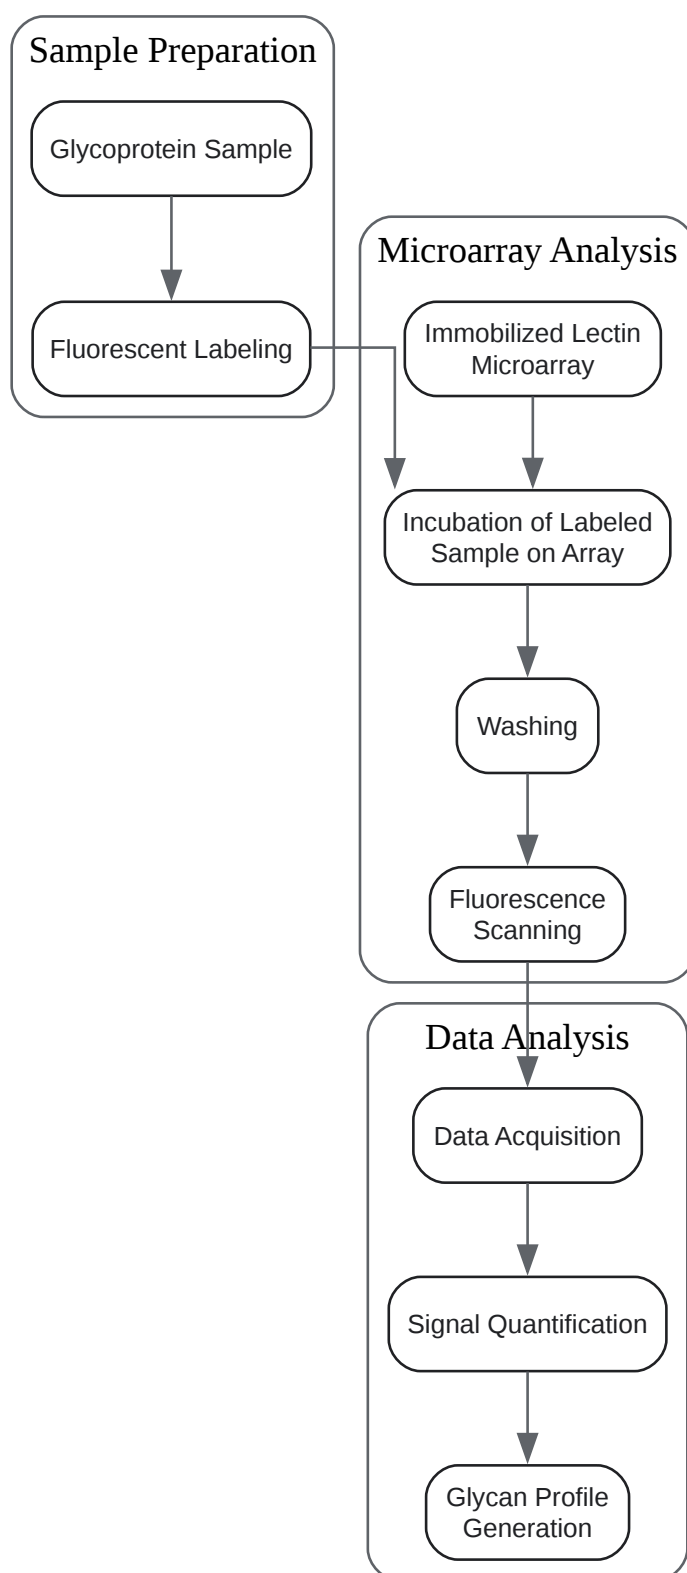 Sample Preparation
Glycoprotein Sample
Fluorescent Labeling
Microarray Analysis
Immobilized Lectin
Microarray
Incubation of Labeled
Sample on Array
Washing
Fluorescence
Scanning
Data Analysis
Data Acquisition
Signal Quantification
Glycan Profile
Generation